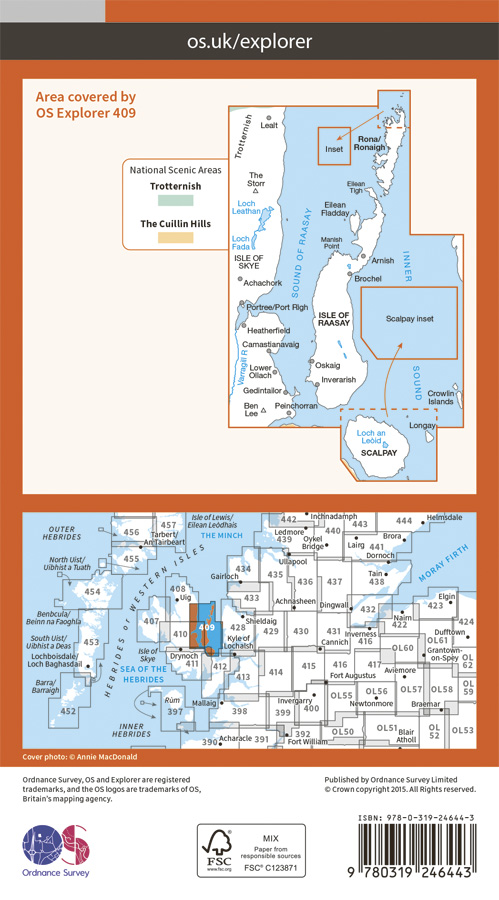 os.uk/explorer
Area covered by
OS Explorer 409
National Scenic Areas
Trotternish
The Cuillin Hills
Trotternish
Lealt
The
Storr
Loch
Leathan
Loch
Fada
ISLE OF
SKYE
Achachork
Portree/Port Righ
Heatherfield
Camastianavaig
Varragill R
Lower
Ollach
Gedintailor
Ben
Lee
Peinchorran
SOUND OF RAASAY
Inset
Rona/
Ronaigh
Eilean
Tigh
Eilean
Fladday
Manish
Point
Arnish
Brochel
ISLE OF
RAASAY
Oskaig
Inverarish
INNER
SOUND
Scalpay inset
Crowlin
Islands
Longay
Loch an
Leòid
SCALPAY
OUTER
HEBRIDES
456
457
Tarbert/
An Tairbeart
455
Isle of Lewis/
Eilean Leódhais
THE MINCH
442
Inchnadamph
440
443
444
Helmsdale
Ledmore
439
Oykel
Bridge
Lairg
441
Brora
Dornoch
MORAY FIRTH
North Uist/
Uibhist a Tuath
454
Benbecula/
Beinn na Faoghla
South Uist/
Uibhist a Deas
453
Lochboisdale/
Loch Baghasdail
Barra/
Barraigh
452
HEBRIDES or WESTERN ISLES
408
Uig
407
410
409
Isle of
Skye
Drynoch
411
412
SEA OF THE
HEBRIDES
Rùm
397
INNER
HEBRIDES
390
Acharacle
391
Mallaig
398
413
Kyle of
Lochalsh
428
Shieldaig
429
433
434
Gairloch
Ullapool
435
436
437
438
Tain
Achnasheen
Dingwall
432
430
431
Cannich
Inverness
Nairn
422
423
Elgin
424
Dufftown
OL61
Grantown-
on-Spey
OL
62
OL60
Aviemore
414
415
416
417
Fort Augustus
Invergarry
399
400
OL55
OL56
Newtonmore
OL57
OL58
OL
59
Braemar
392
Fort William
OL50
OL51
Blair
Atholl
OL
52
OL53
Cover photo: © Annie MacDonald
Ordnance Survey, OS and Explorer are registered
trademarks, and the OS logos are trademarks of OS,
Britain's mapping agency.
Published by Ordnance Survey Limited
© Crown copyright 2015. All Rights reserved.
OS
Ordnance Survey
FSC
www.fsc.org
MIX
Paper from
responsible sources
FSC® C123871
ISBN: 978-0-319-24644-3
9 780319 246443